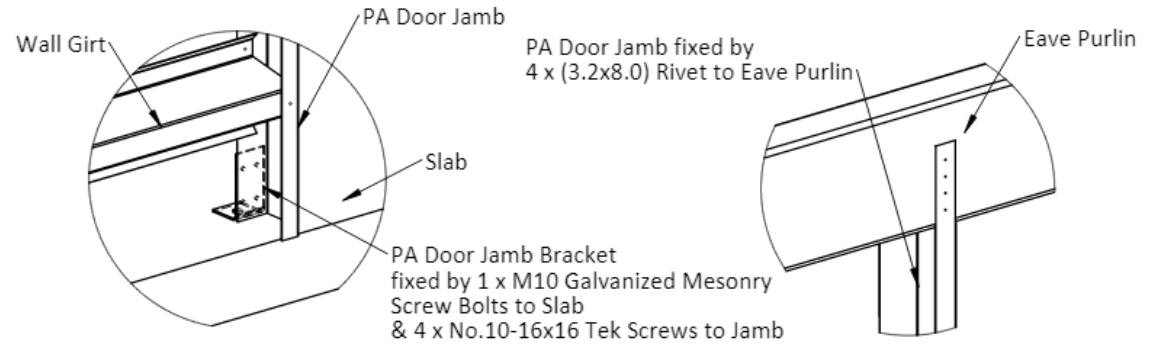 PA Door Jamb
Wall Girt
Slab
PA Door Jamb Bracket
fixed by 1 x M10 Galvanized Mesonry
Screw Bolts to Slab
& 4 x No.10-16x16 Tek Screws to Jamb
PA Door Jamb fixed by
4 x (3.2x8.0) Rivet to Eave Purlin
Eave Purlin